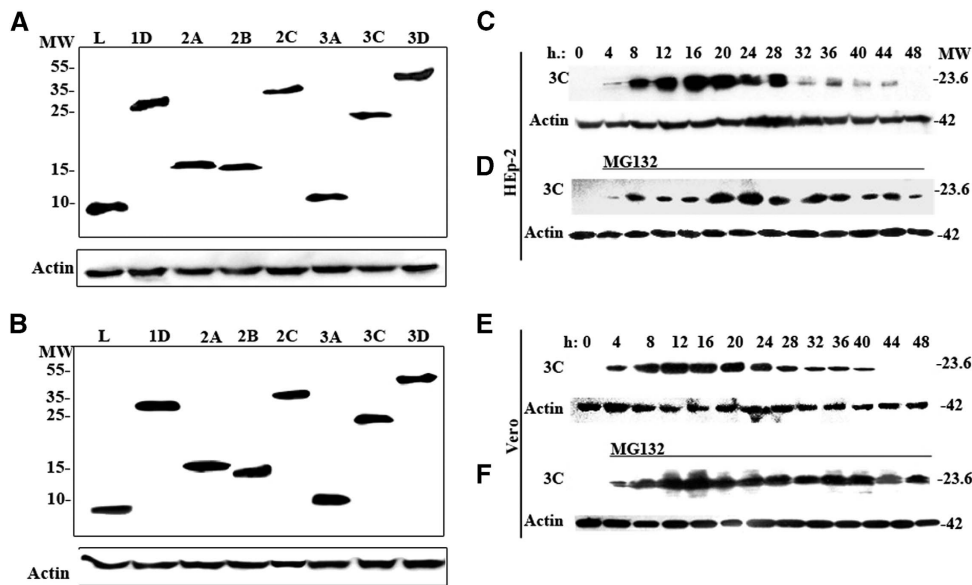 A
MW L 1D 2A 2B 2C 3A 3C 3D
55-
35-
25-
15-
10-
Actin
B
MW L 1D 2A 2B 2C 3A 3C 3D
55-
35-
25-
15-
10-
Actin
HEp-2
C
h.: 0 4 8 12 16 20 24 28 32 36 40 44 48 MW
3C -23.6
Actin -42
D
MG132
3C -23.6
Actin -42
Vero
E
h: 0 4 8 12 16 20 24 28 32 36 40 44 48
3C -23.6
Actin -42
F
MG132
3C -23.6
Actin -42